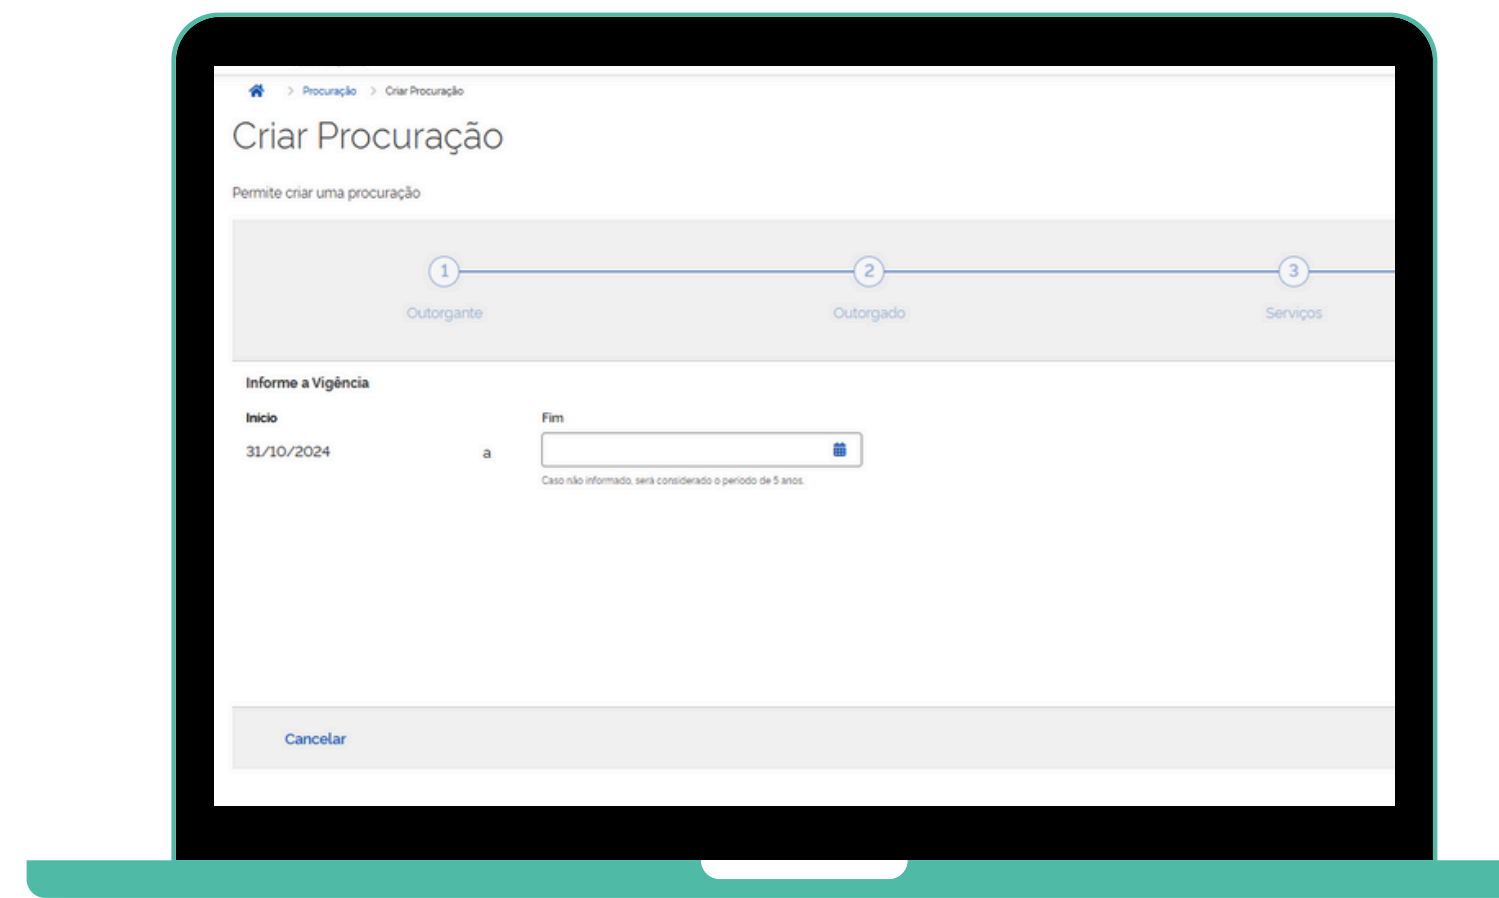 Procuração > Criar Procuração
Criar Procuração
Permite criar uma procuração
1
2
3
Outorgante
Outorgado
Serviços
Informe a Vigência
Início
Fim
31/10/2024
a
Caso não informado, será considerado o período de 5 anos.
Cancelar